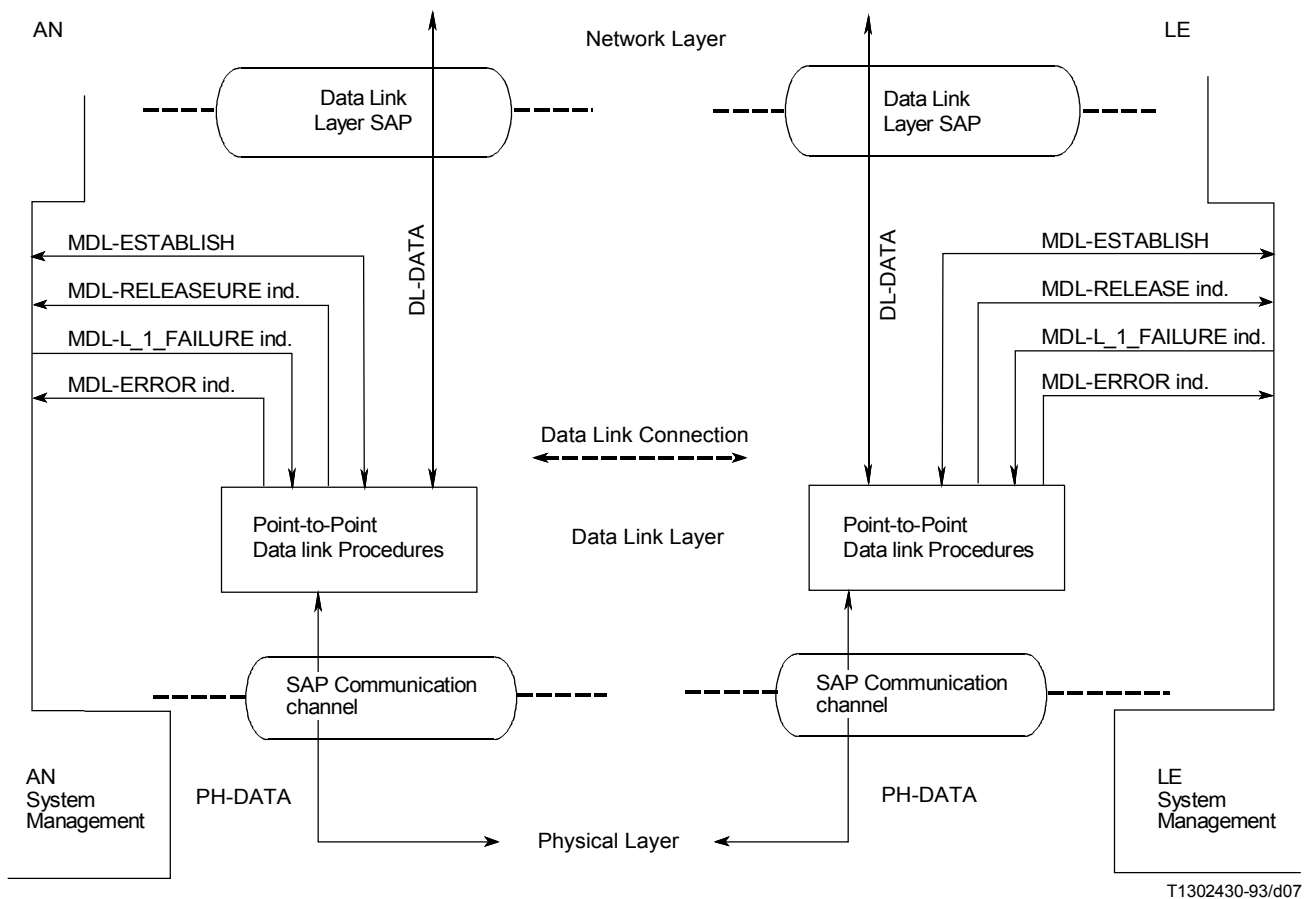 AN
Network Layer
LE
Data Link
Layer SAP
Data Link
Layer SAP
DL-DATA
DL-DATA
MDL-ESTABLISH
MDL-RELEASEURE ind.
MDL-L_1_FAILURE ind.
MDL-ERROR ind.
MDL-ESTABLISH
MDL-RELEASE ind.
MDL-L_1_FAILURE ind.
MDL-ERROR ind.
Data Link Connection
Point-to-Point
Data link Procedures
Data Link Layer
Point-to-Point
Data link Procedures
SAP Communication
channel
SAP Communication
channel
AN
System
Management
PH-DATA
Physical Layer
PH-DATA
LE
System
Management
T1302430-93/d07